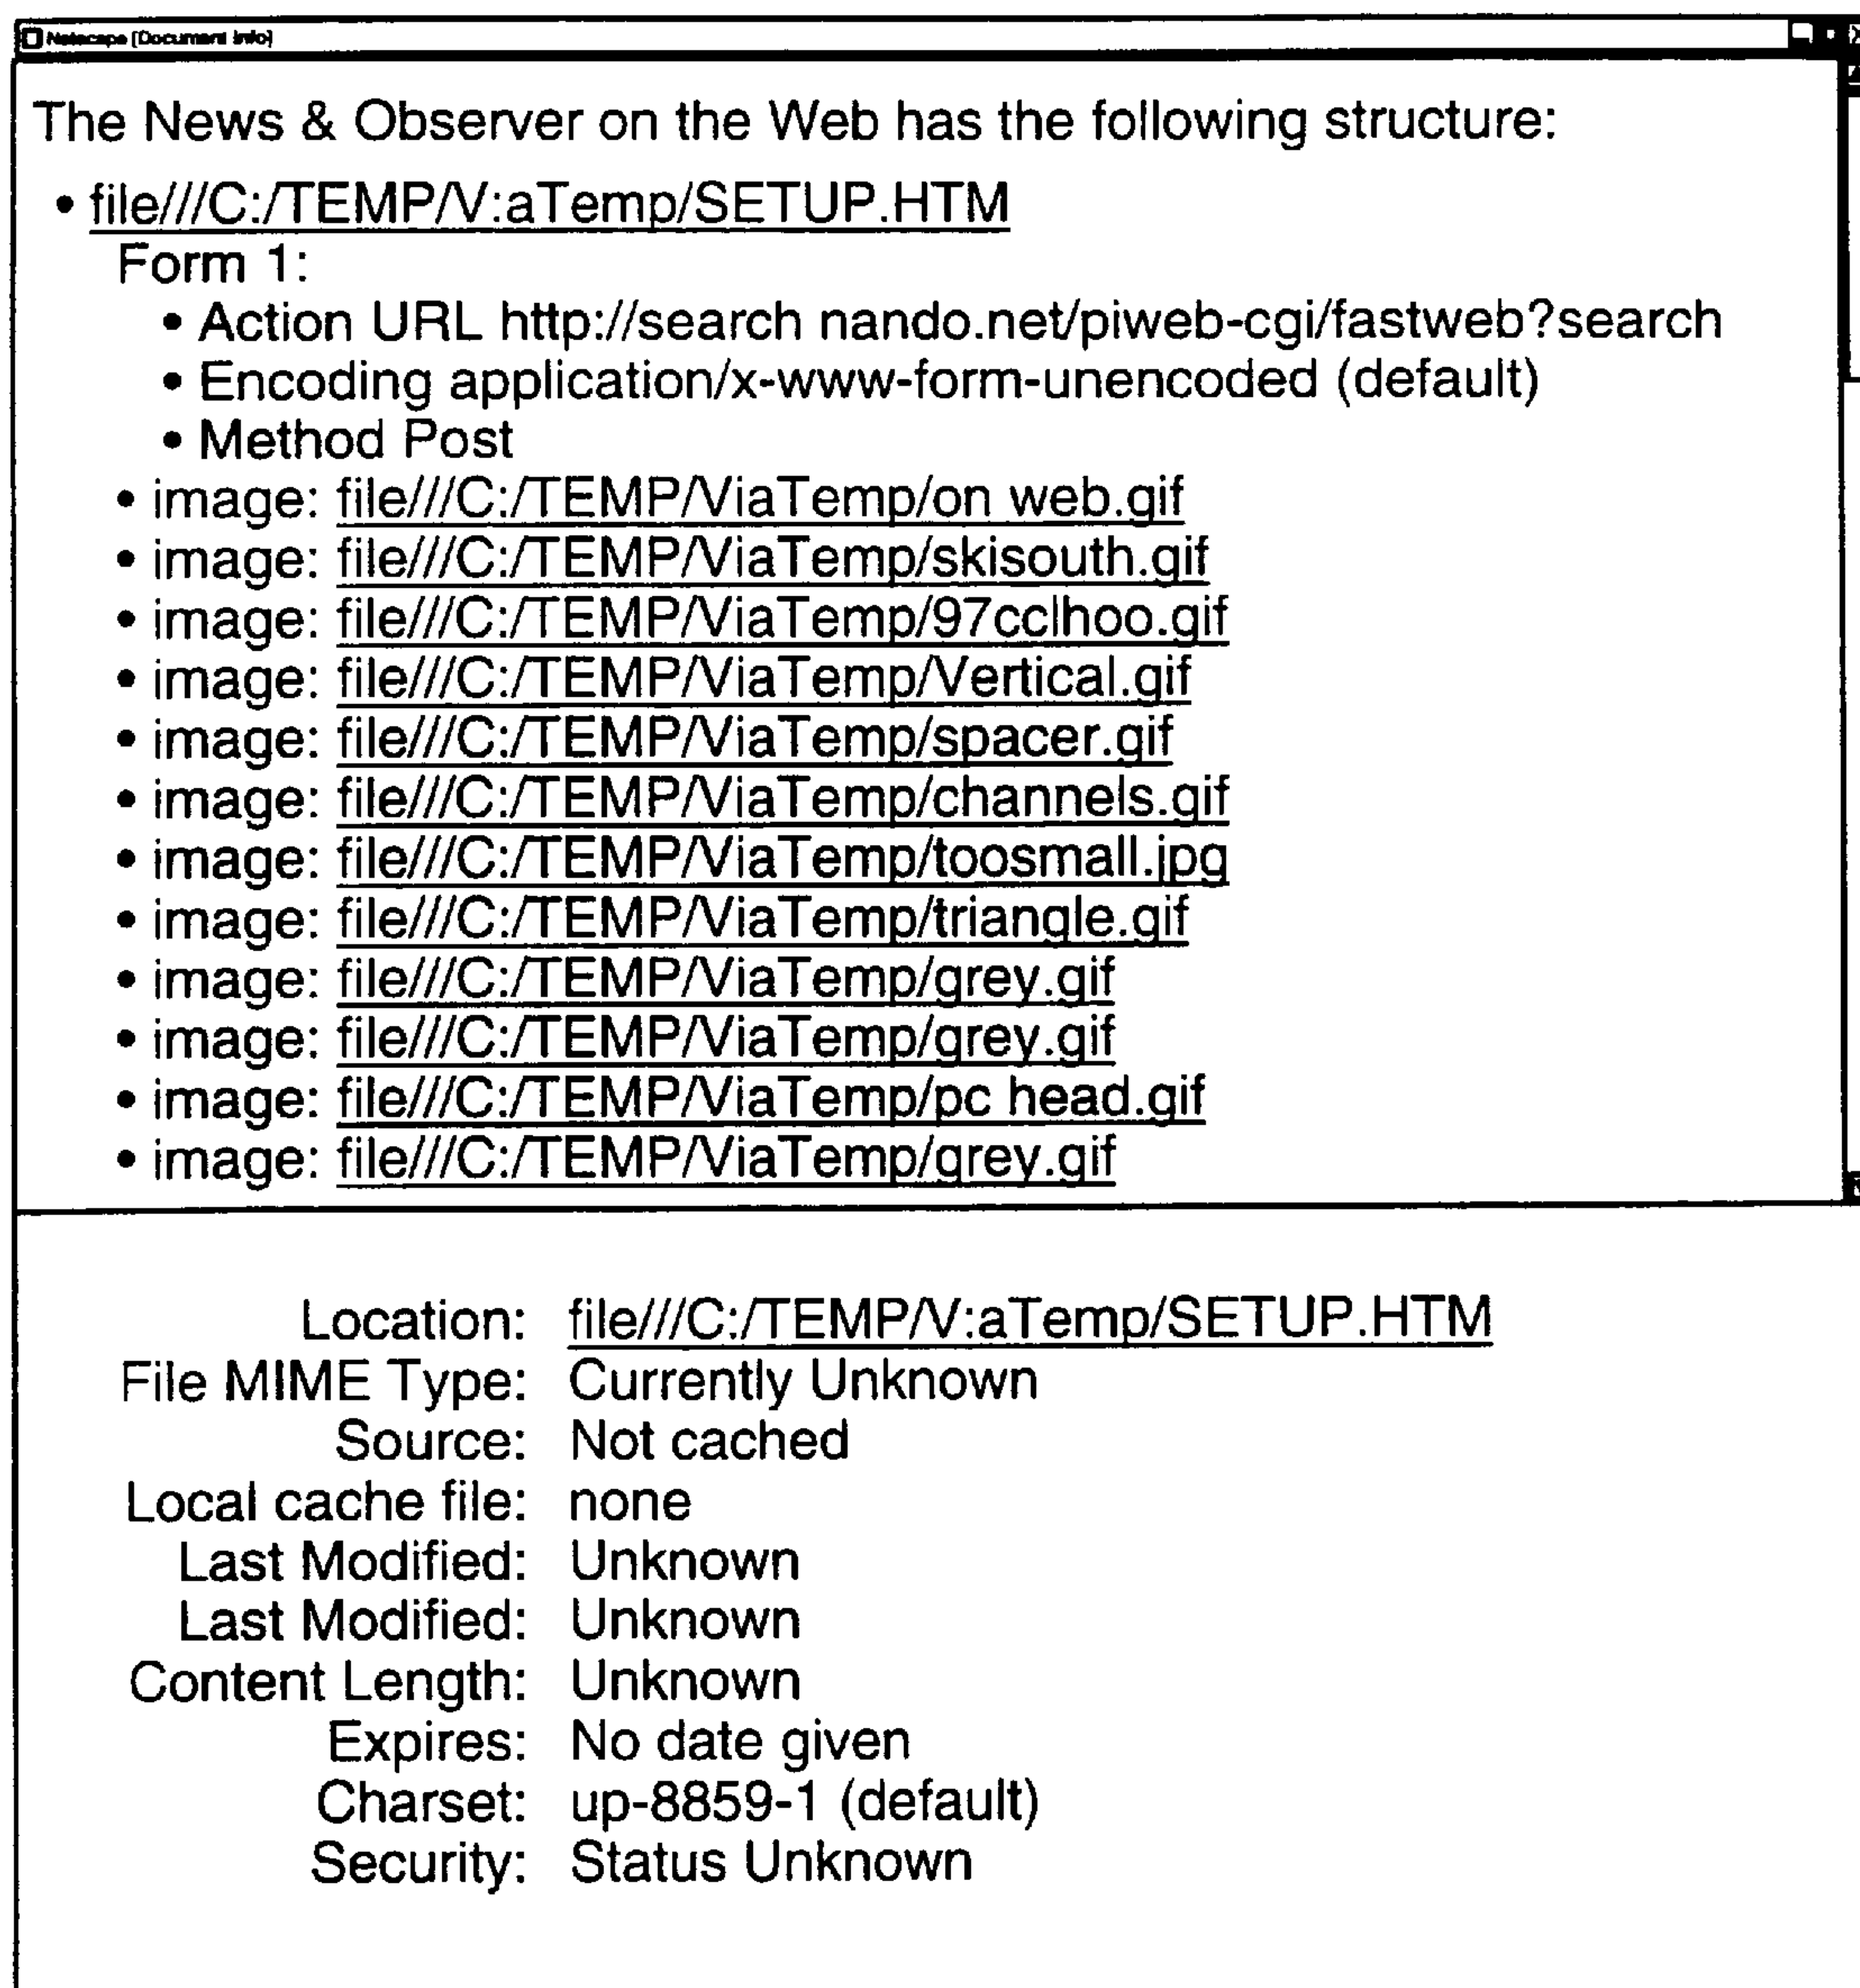 Netscape [Document Info]
The News & Observer on the Web has the following structure:
• file///C:/TEMP/V:aTemp/SETUP.HTM
Form 1:
• Action URL http://search nando.net/piweb-cgi/fastweb?search
• Encoding application/x-www-form-unencoded (default)
• Method Post
• image: file///C:/TEMP/ViaTemp/on web.gif
• image: file///C:/TEMP/ViaTemp/skisouth.gif
• image: file///C:/TEMP/ViaTemp/97cclhoo.gif
• image: file///C:/TEMP/ViaTemp/Vertical.gif
• image: file///C:/TEMP/ViaTemp/spacer.gif
• image: file///C:/TEMP/ViaTemp/channels.gif
• image: file///C:/TEMP/ViaTemp/toosmall.jpg
• image: file///C:/TEMP/ViaTemp/triangle.gif
• image: file///C:/TEMP/ViaTemp/grey.gif
• image: file///C:/TEMP/ViaTemp/grey.gif
• image: file///C:/TEMP/ViaTemp/pc head.gif
• image: file///C:/TEMP/ViaTemp/grey.gif
Location: file///C:/TEMP/V:aTemp/SETUP.HTM
File MIME Type: Currently Unknown
Source: Not cached
Local cache file: none
Last Modified: Unknown
Last Modified: Unknown
Content Length: Unknown
Expires: No date given
Charset: up-8859-1 (default)
Security: Status Unknown